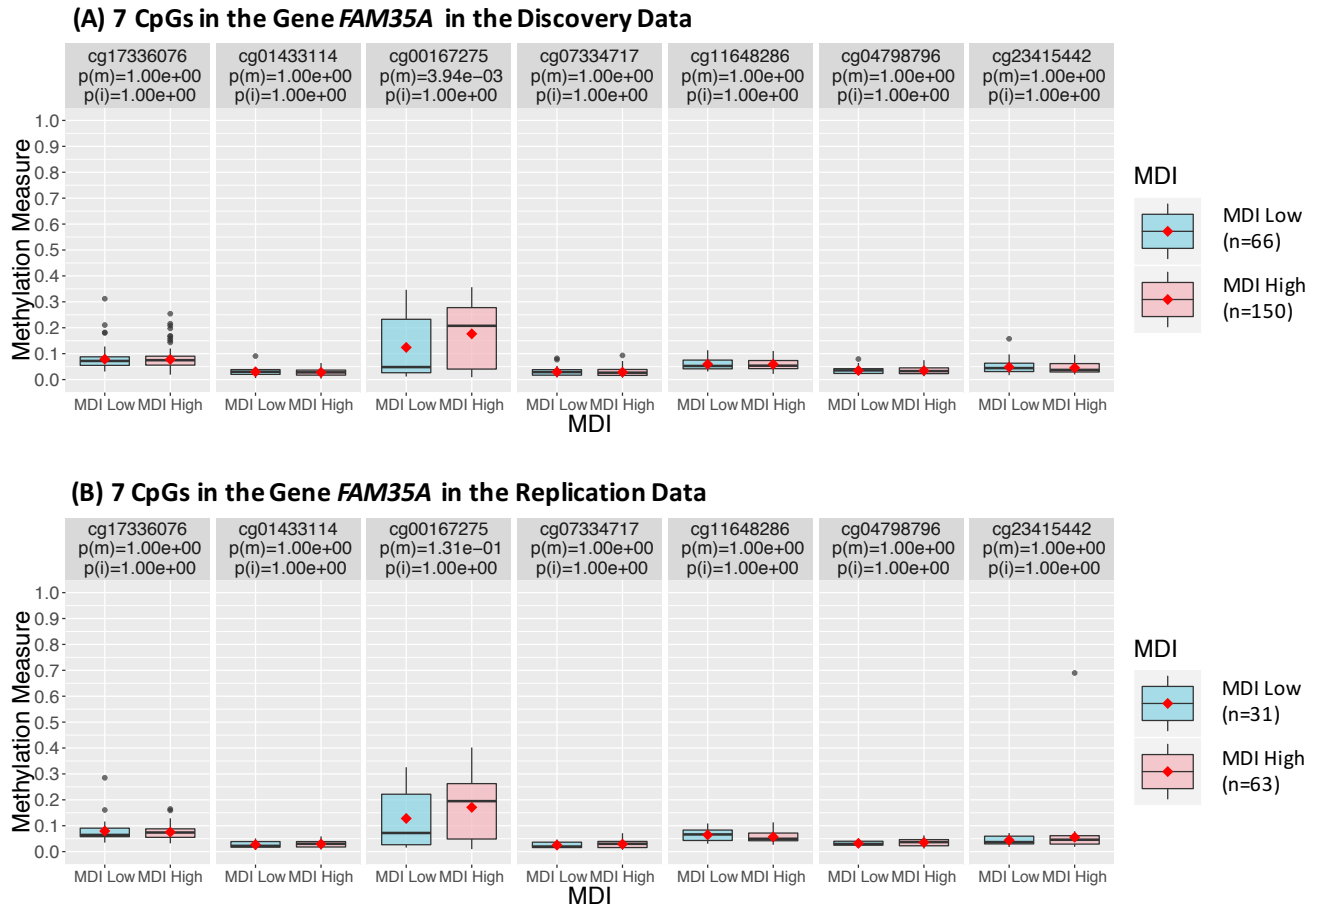 (A) 7 CpGs in the Gene FAM35A in the Discovery Data
cg17336076 cg01433114 cg00167275 cg07334717 cg11648286 cg04798796 cg23415442
p(m)=1.00e+00 p(m)=1.00e+00 p(m)=3.94e−03 p(m)=1.00e+00 p(m)=1.00e+00 p(m)=1.00e+00 p(m)=1.00e+00
p(i)=1.00e+00 p(i)=1.00e+00 p(i)=1.00e+00 p(i)=1.00e+00 p(i)=1.00e+00 p(i)=1.00e+00 p(i)=1.00e+00
Methylation Measure
1.0
0.9
0.8
0.7
0.6
0.5
0.4
0.3
0.2
0.1
0.0
MDI Low MDI High MDI Low MDI High MDI Low MDI High MDI Low MDI High MDI Low MDI High MDI Low MDI High MDI Low MDI High
MDI
MDI
MDI Low
(n=66)
MDI High
(n=150)
(B) 7 CpGs in the Gene FAM35A in the Replication Data
cg17336076 cg01433114 cg00167275 cg07334717 cg11648286 cg04798796 cg23415442
p(m)=1.00e+00 p(m)=1.00e+00 p(m)=1.31e−01 p(m)=1.00e+00 p(m)=1.00e+00 p(m)=1.00e+00 p(m)=1.00e+00
p(i)=1.00e+00 p(i)=1.00e+00 p(i)=1.00e+00 p(i)=1.00e+00 p(i)=1.00e+00 p(i)=1.00e+00 p(i)=1.00e+00
Methylation Measure
1.0
0.9
0.8
0.7
0.6
0.5
0.4
0.3
0.2
0.1
0.0
MDI Low MDI High MDI Low MDI High MDI Low MDI High MDI Low MDI High MDI Low MDI High MDI Low MDI High MDI Low MDI High
MDI
MDI
MDI Low
(n=31)
MDI High
(n=63)